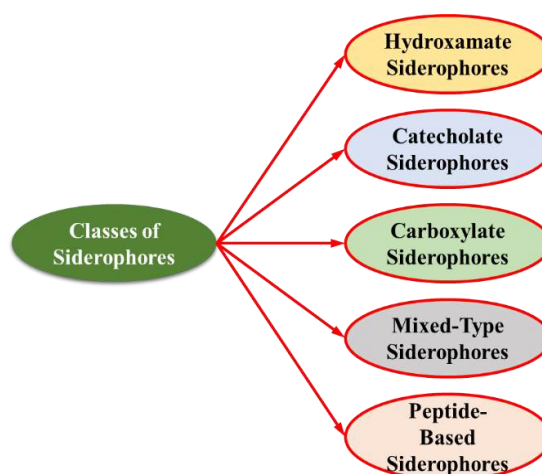 Hydroxamate
Siderophores
Catecholate
Siderophores
Classes of
Siderophores
Carboxylate
Siderophores
Mixed-Type
Siderophores
Peptide-
Based
Siderophores